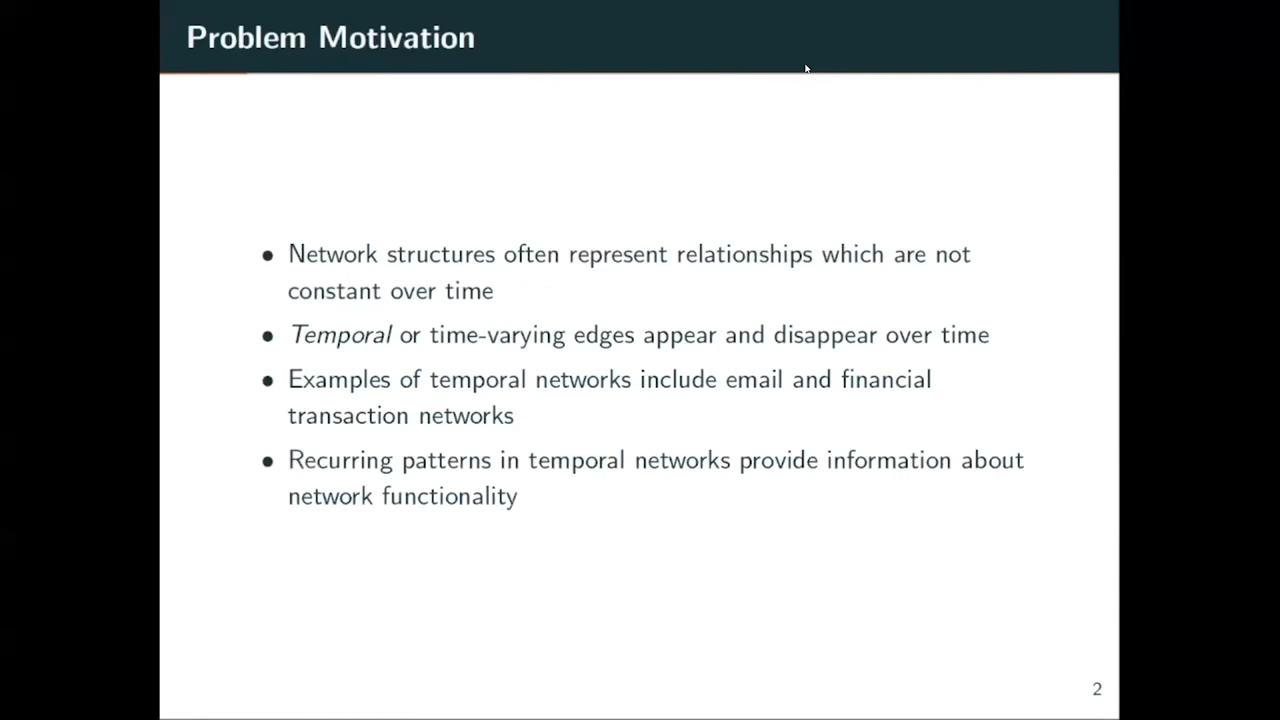 Problem Motivation
• Network structures often represent relationships which are not
constant over time
• Temporal or time-varying edges appear and disappear over time
• Examples of temporal networks include email and financial
transaction networks
• Recurring patterns in temporal networks provide information about
network functionality
2